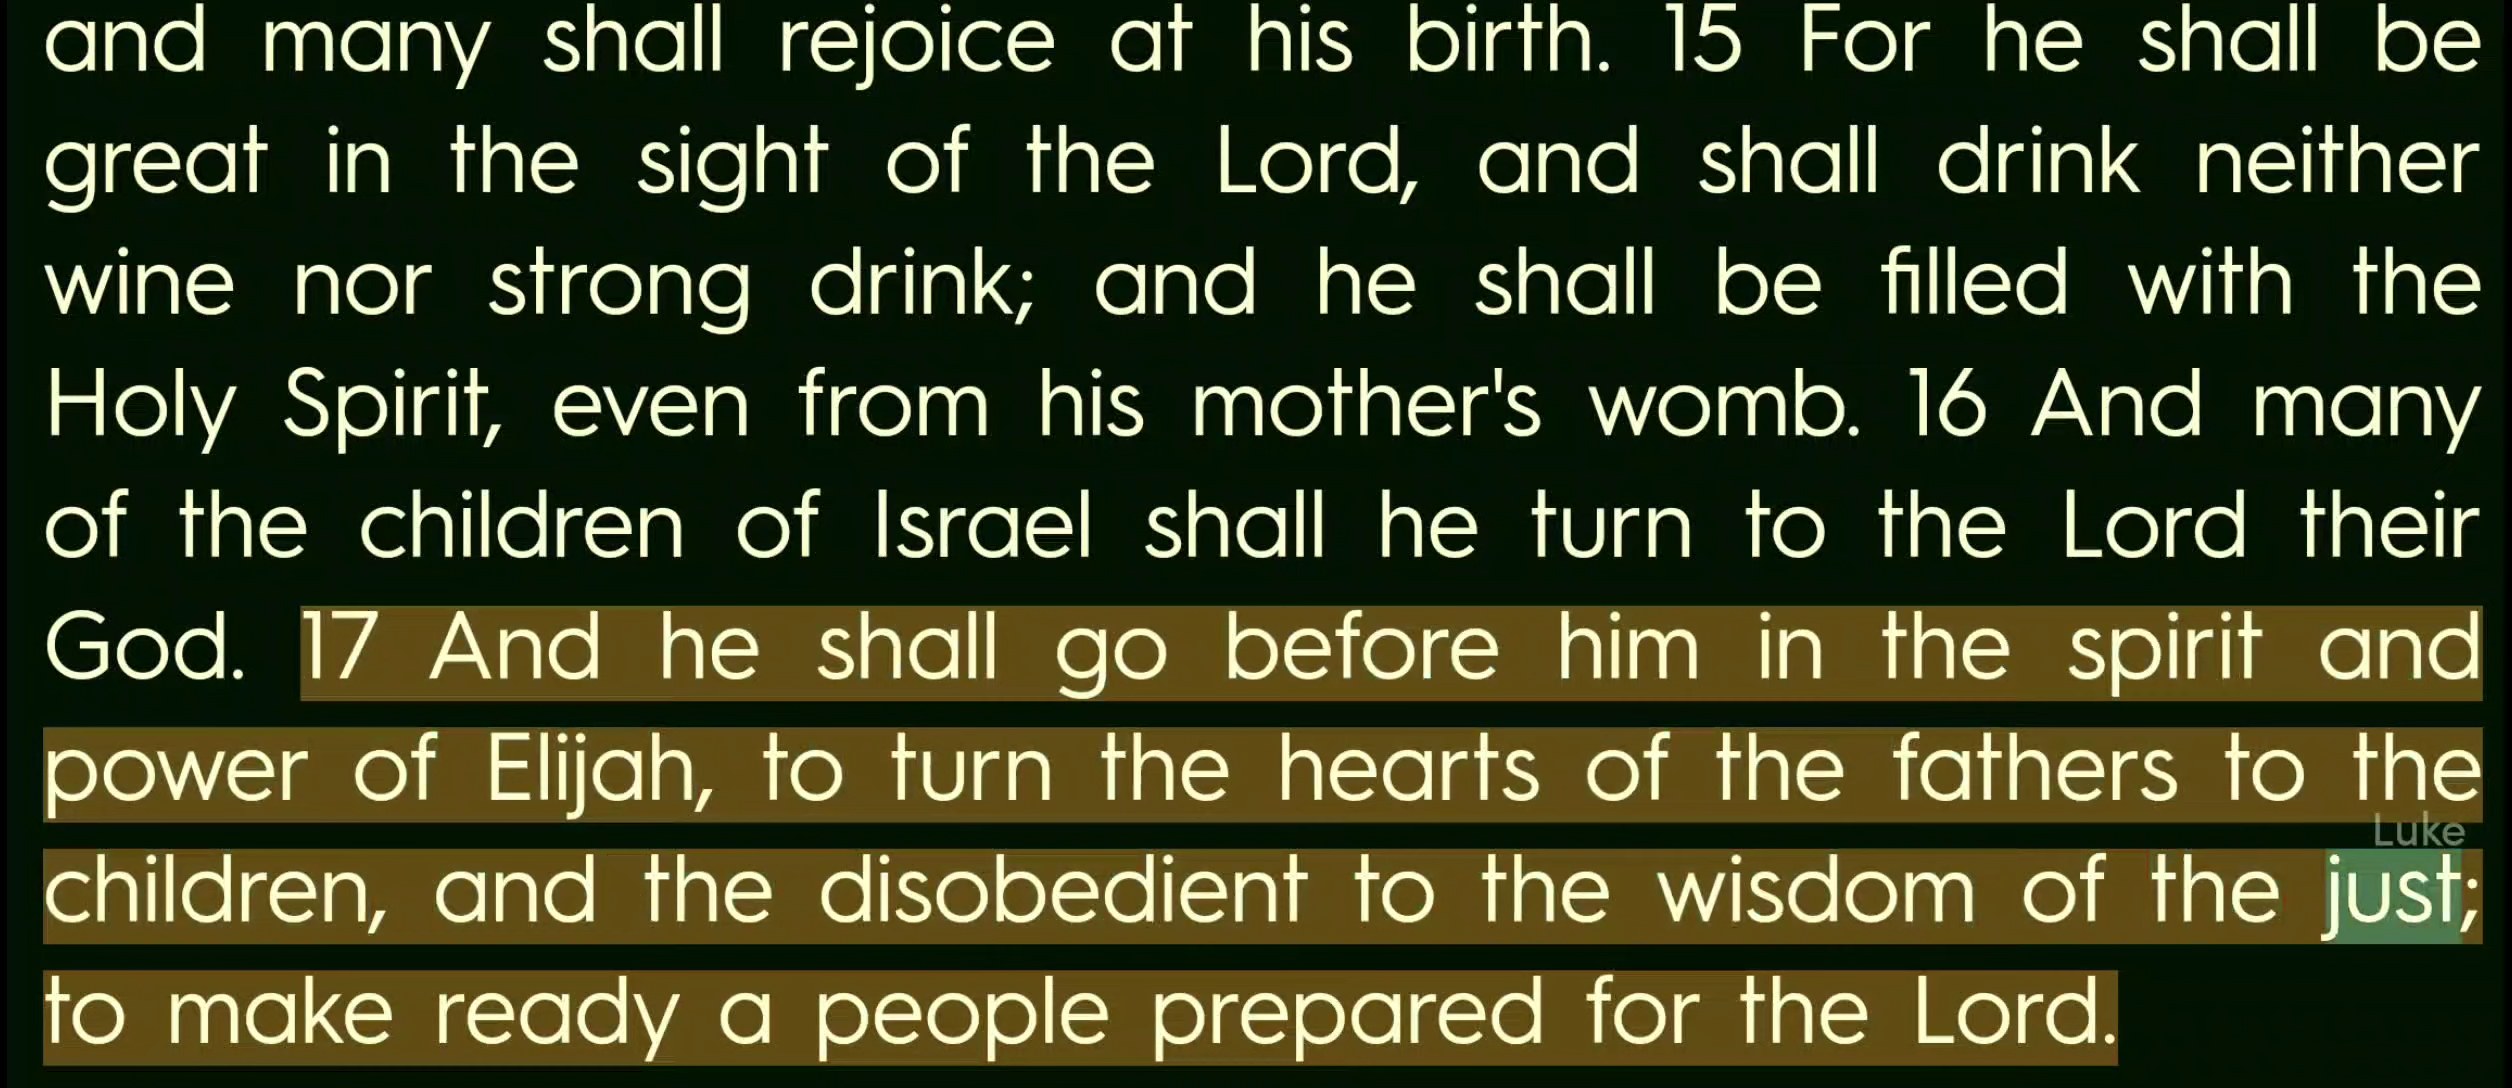 and many shall rejoice at his birth. 15 For he shall be
great in the sight of the Lord, and shall drink neither
wine nor strong drink; and he shall be filled with the
Holy Spirit, even from his mother's womb. 16 And many
of the children of Israel shall he turn to the Lord their
God. 17 And he shall go before him in the spirit and
power of Elijah, to turn the hearts of the fathers to the
Luke
children, and the disobedient to the wisdom of the just;
to make ready a people prepared for the Lord.